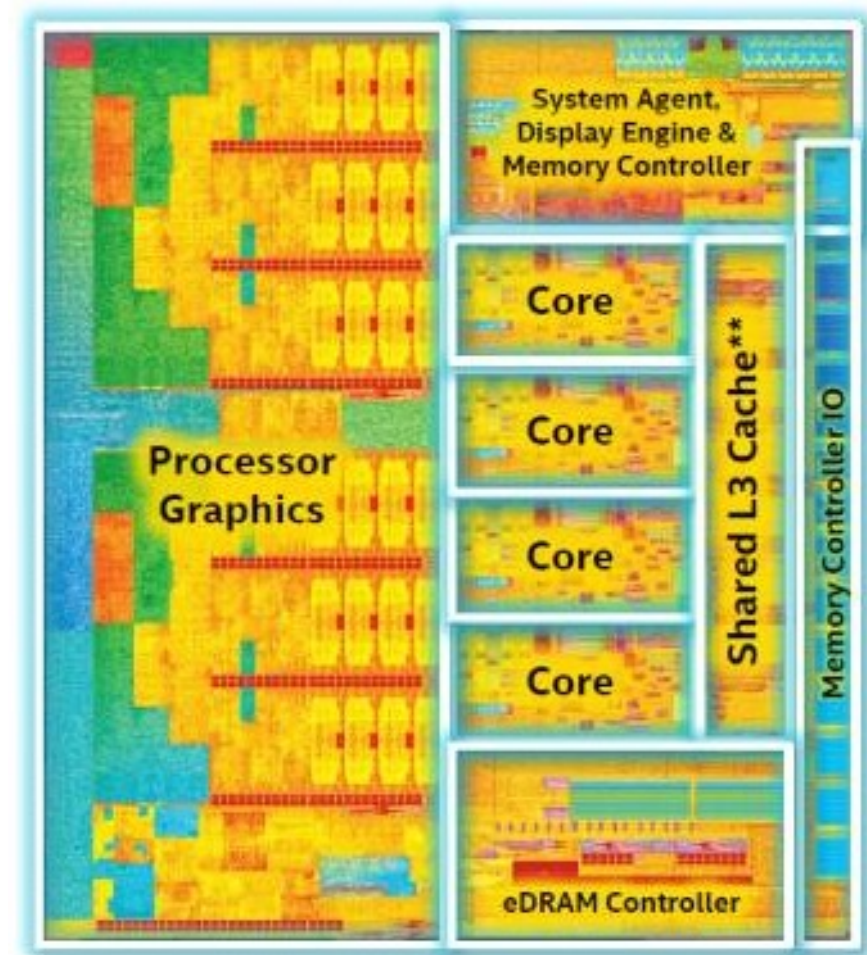 System Agent,
Display Engine &
Memory Controller
Core
Core
Core
Core
Shared L3 Cache**
Memory Controller IO
Processor
Graphics
eDRAM Controller